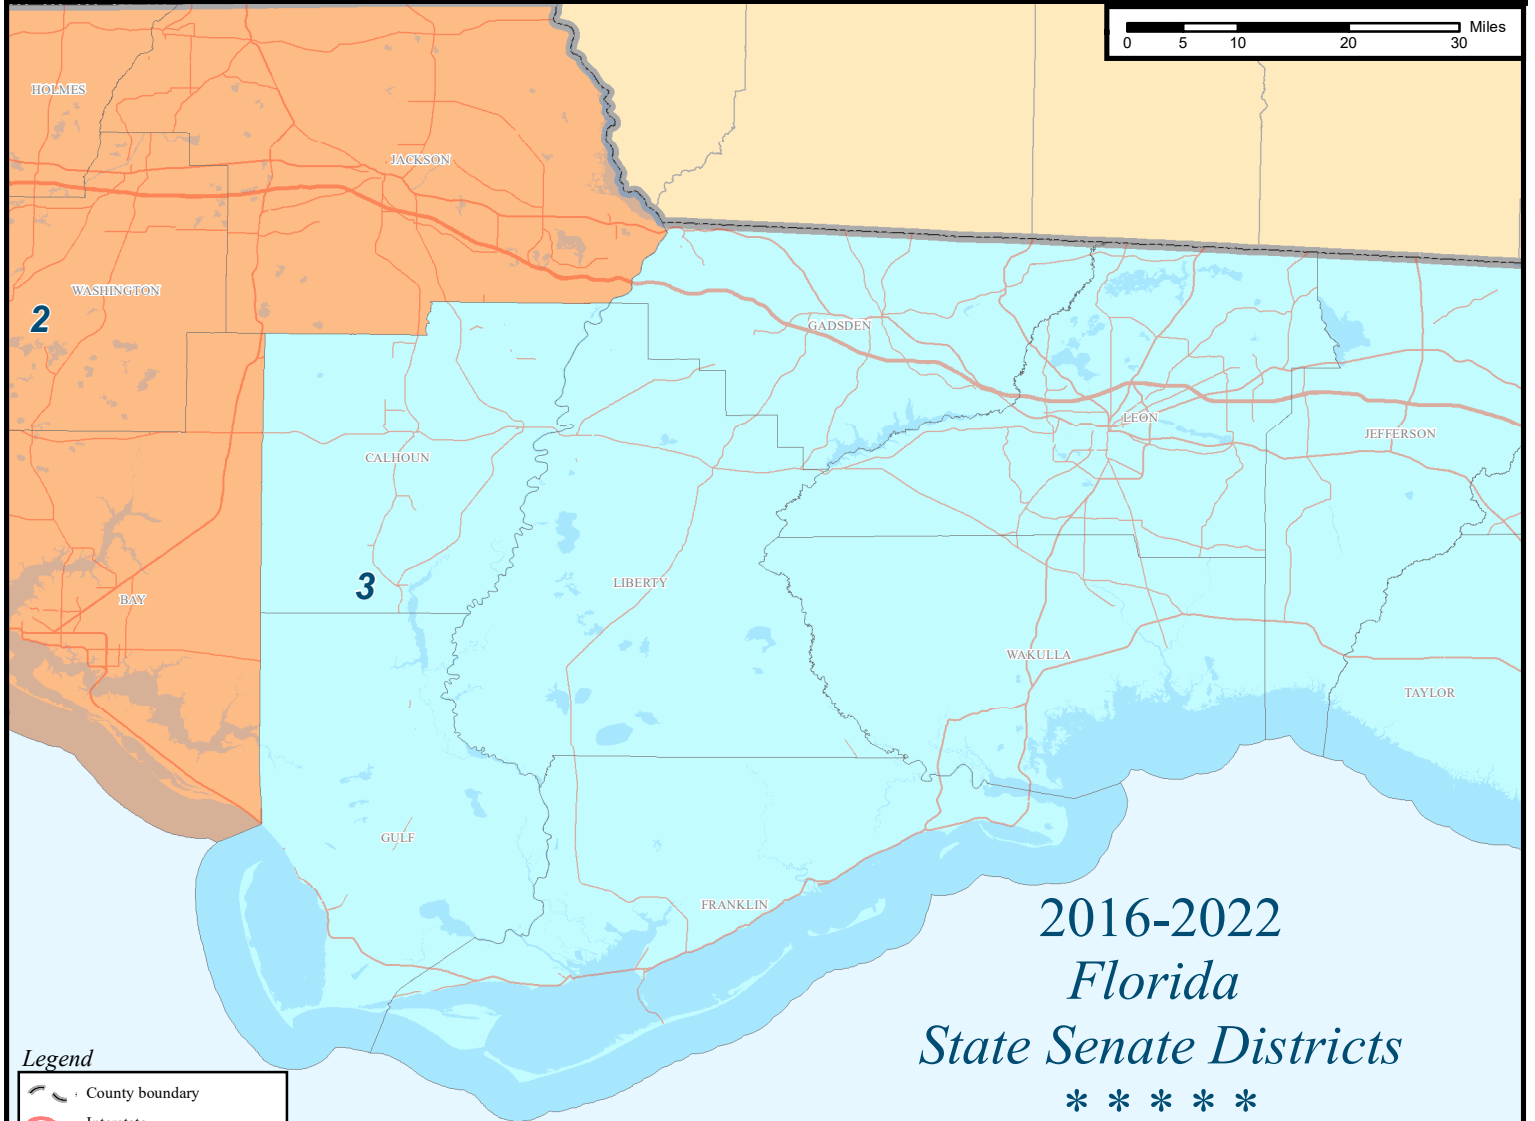 Miles
0 5 10 20 30
HOLMES
JACKSON
WASHINGTON
2
GADSDEN
LEON
JEFFERSON
CALHOUN
3
LIBERTY
BAY
WAKULLA
TAYLOR
GULF
FRANKLIN
2016-2022
Florida
State Senate Districts
* * * * *
Legend
County boundary
Interstate